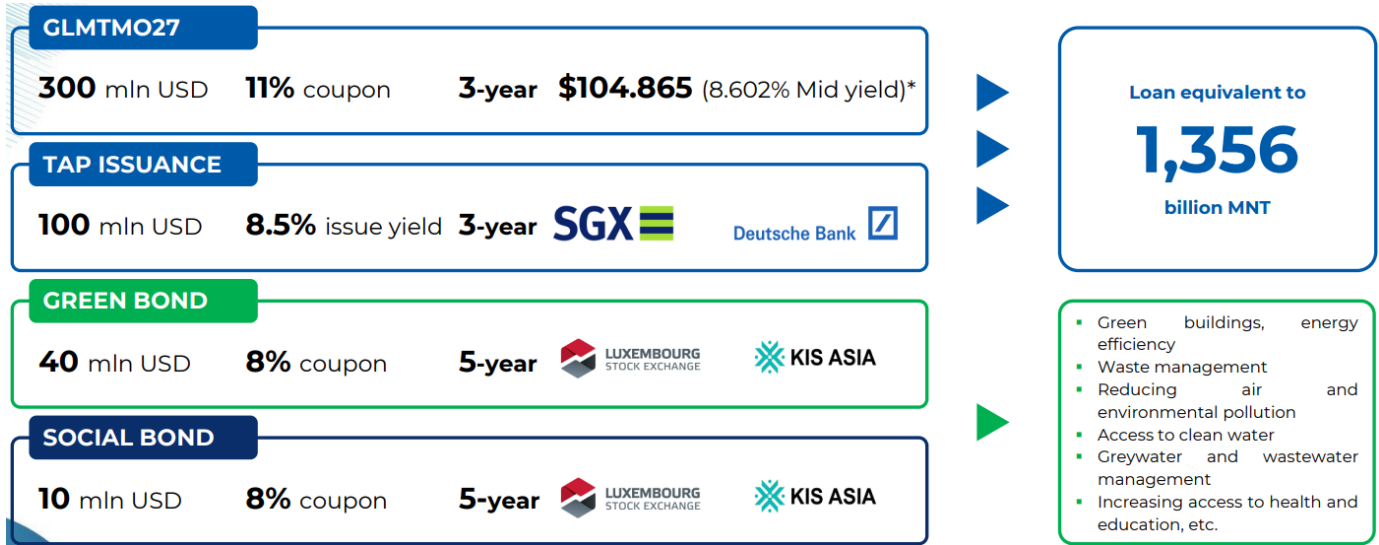 GLMTMO27
300 mln USD 11% coupon 3-year $104.865 (8.602% Mid yield)*
TAP ISSUANCE
100 mln USD 8.5% issue yield 3-year SGX Deutsche Bank
GREEN BOND
40 mln USD 8% coupon 5-year LUXEMBOURG STOCK EXCHANGE KIS ASIA
SOCIAL BOND
10 mln USD 8% coupon 5-year LUXEMBOURG STOCK EXCHANGE KIS ASIA
Loan equivalent to
1,356
billion MNT
▪ Green buildings, energy
efficiency
▪ Waste management
▪ Reducing air and
environmental pollution
▪ Access to clean water
▪ Greywater and wastewater
management
▪ Increasing access to health and
education, etc.